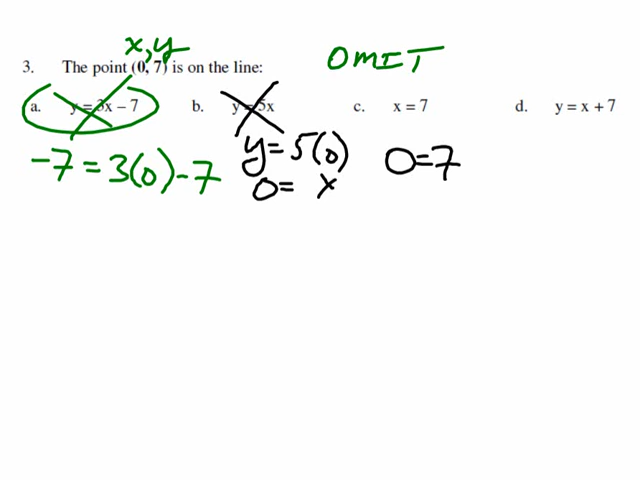 x,y
OMIT
3. The point (0, 7) is on the line:
a. y = 3x – 7 b. y = 5x c. x = 7 d. y = x + 7
-7 = 3(0) - 7 y = 5(0) 0 = 7
0 = x